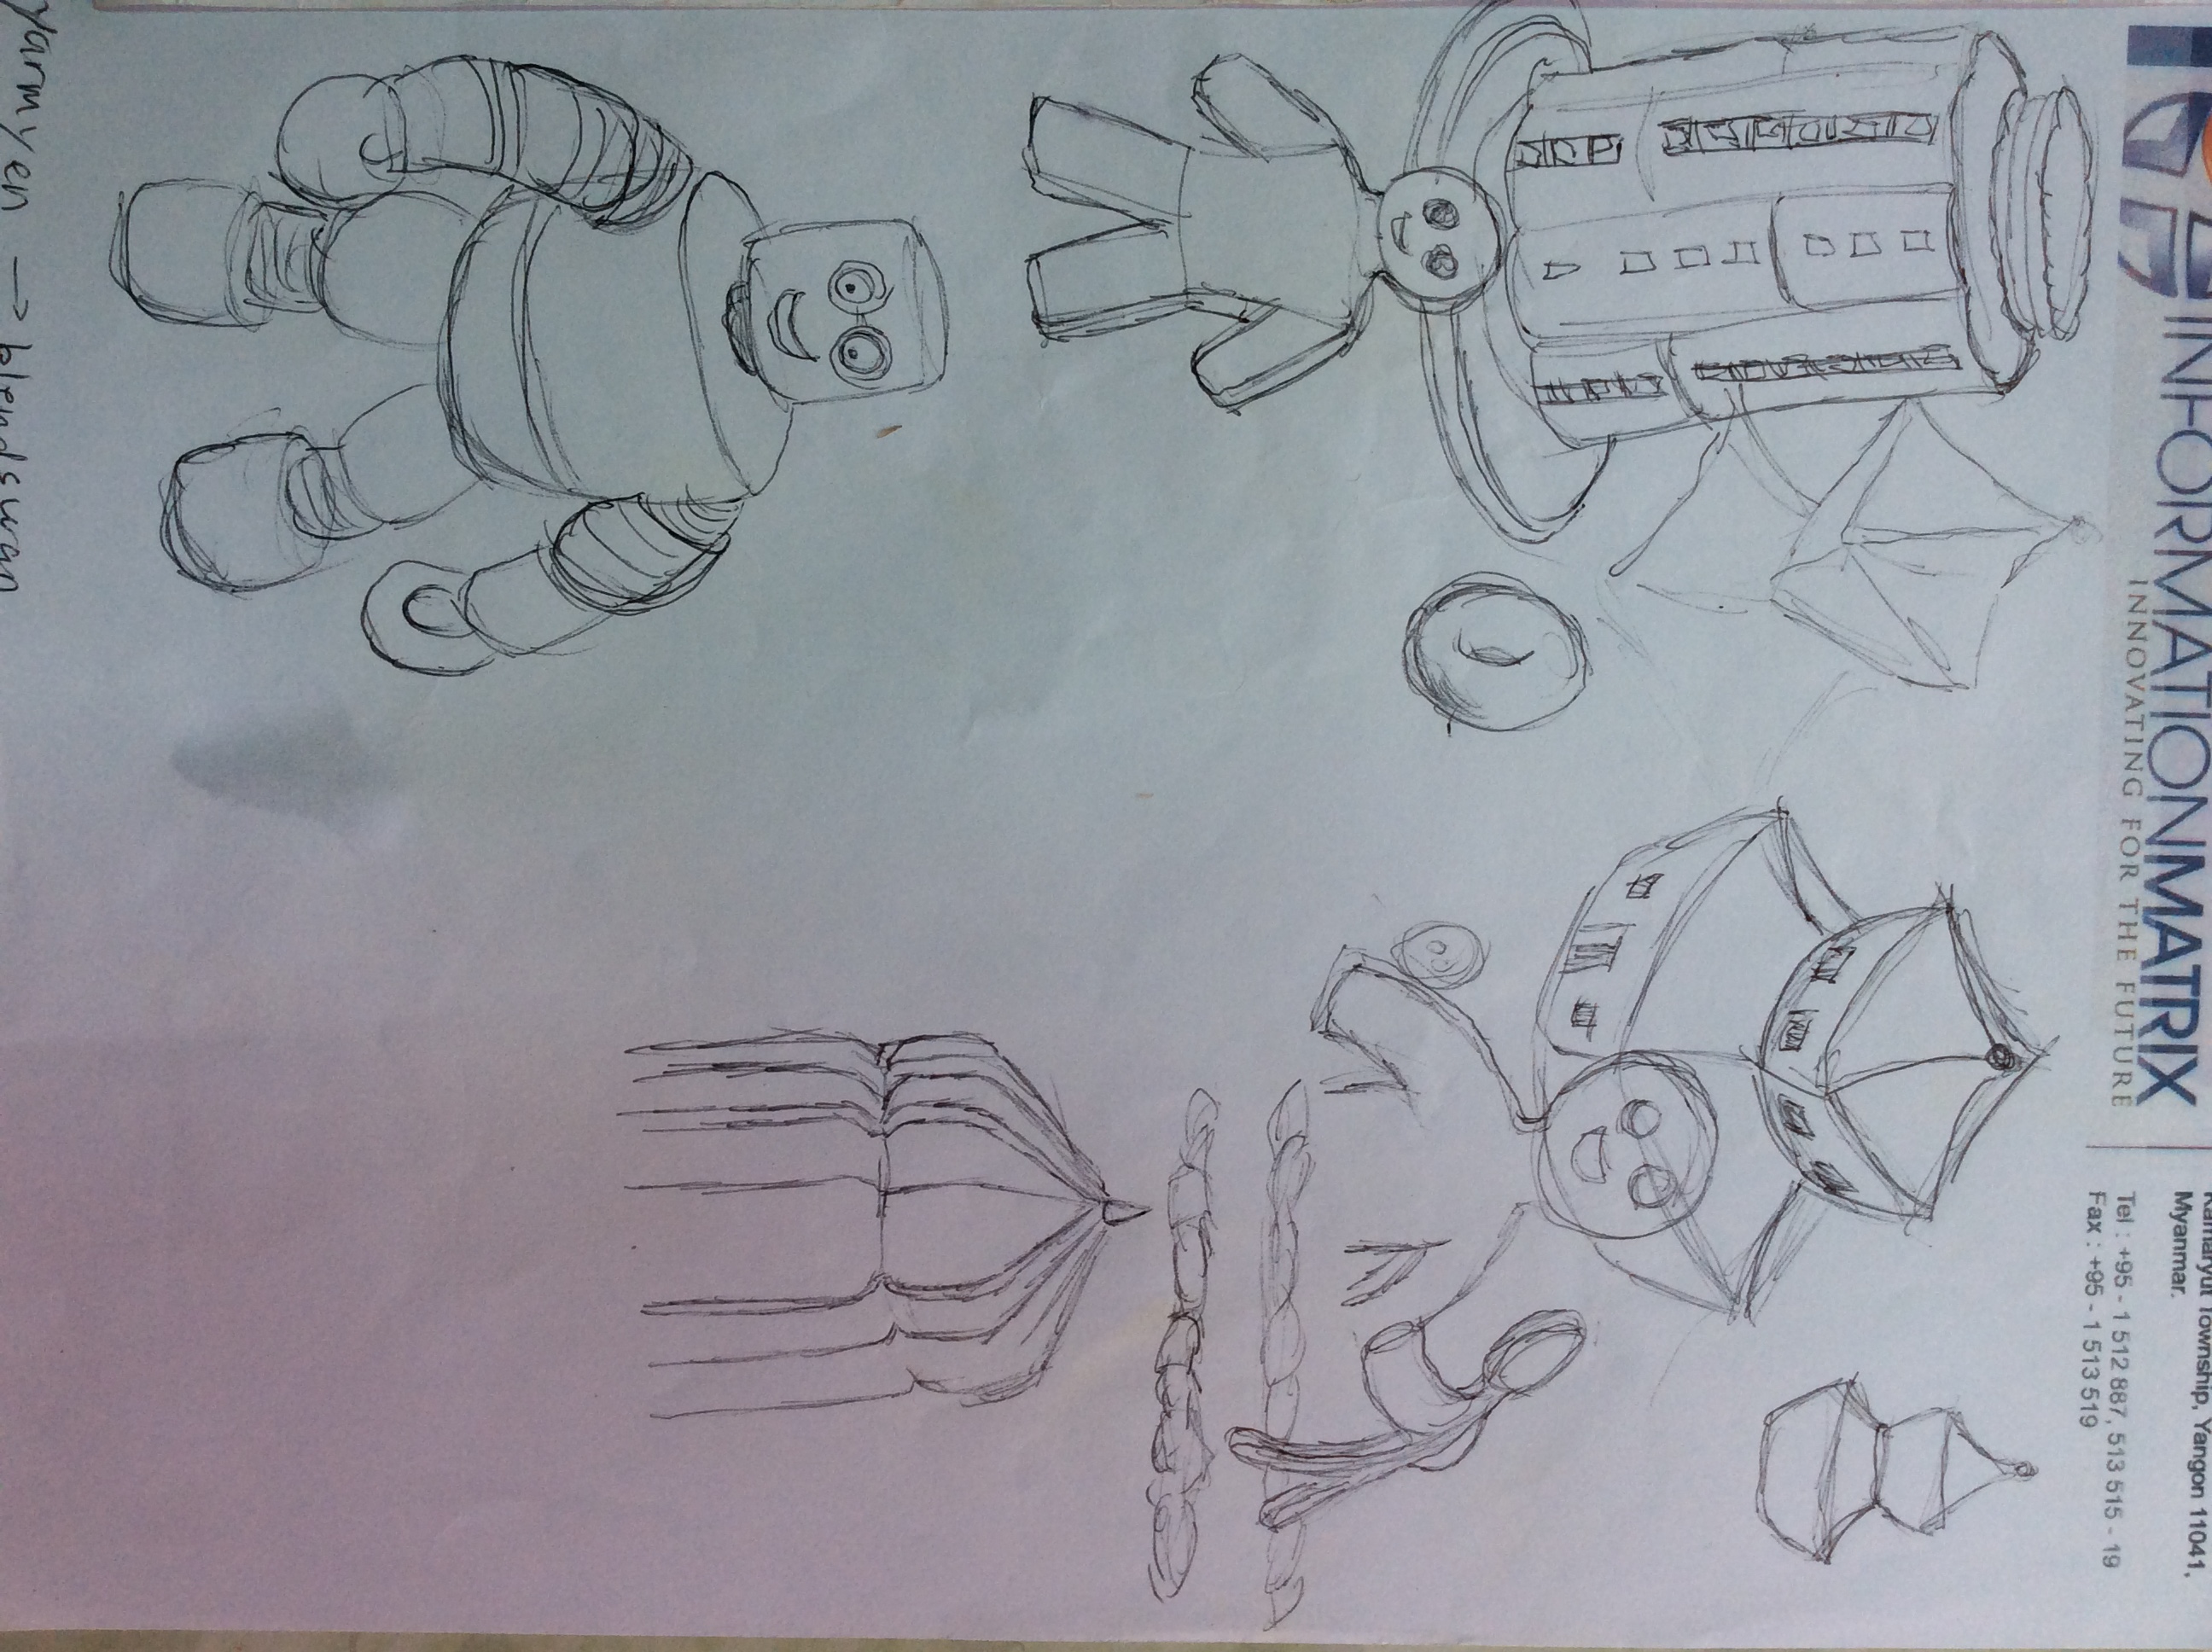 INFORMATIONMATRIX
INNOVATING FOR THE FUTURE
Township, Yangon 11041,
Myanmar.
Tel : +95 - 1 512 887, 513 515 - 19
Fax : +95 - 1 513 519